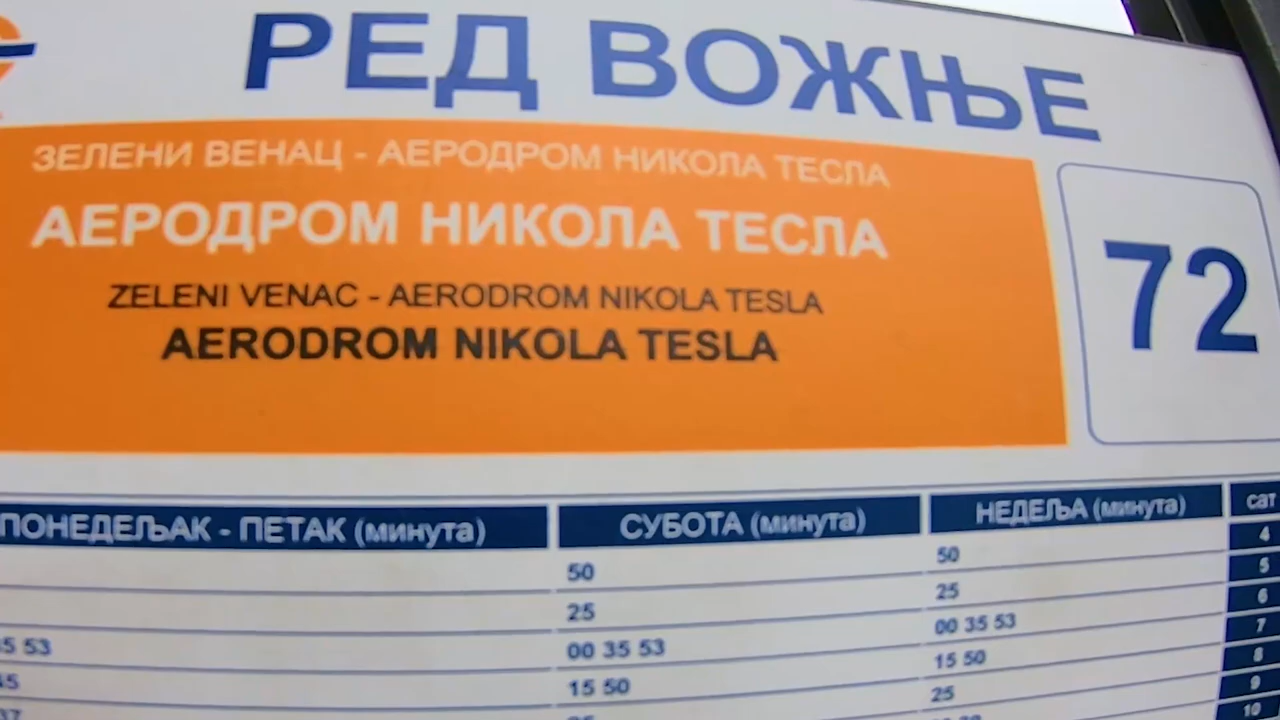 РЕД ВОЖЊЕ
ЗЕЛЕНИ ВЕНАЦ - АЕРОДРОМ НИКОЛА ТЕСЛА
АЕРОДРОМ НИКОЛА ТЕСЛА
ZELENI VENAC - AERODROM NIKOLA TESLA
AERODROM NIKOLA TESLA
72
ПОНЕДЕЉАК - ПЕТАК (минута) СУБОТА (минута) НЕДЕЉА (минута) сат
50 50 4
25 25 5
53 00 35 53 00 35 53 6
15 50 15 50 7
25 8
9
10